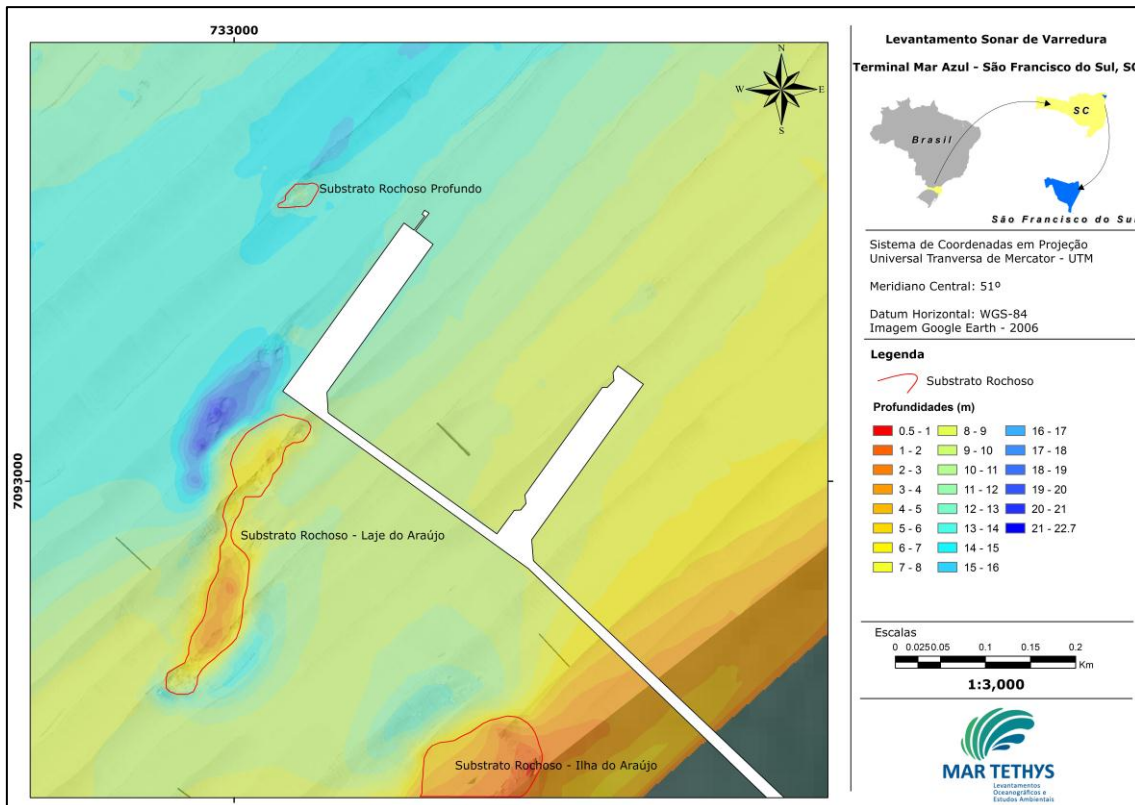 733000
7093000
N
W
E
S
Substrato Rochoso Profundo
Substrato Rochoso - Laje do Araújo
Substrato Rochoso - Ilha do Araújo
Levantamento Sonar de Varredura
Terminal Mar Azul - São Francisco do Sul, SC
Brasil
SC
São Francisco do Sul
Sistema de Coordenadas em Projeção
Universal Tranversa de Mercator - UTM
Meridiano Central: 51º
Datum Horizontal: WGS-84
Imagem Google Earth - 2006
Legenda
Substrato Rochoso
Profundidades (m)
0.5 - 1
1 - 2
2 - 3
3 - 4
4 - 5
5 - 6
6 - 7
7 - 8
8 - 9
9 - 10
10 - 11
11 - 12
12 - 13
13 - 14
14 - 15
15 - 16
16 - 17
17 - 18
18 - 19
19 - 20
20 - 21
21 - 22.7
Escalas
0 0.025 0.05 0.1 0.15 0.2
Km
1:3,000
MAR TETHYS
Levantamentos
Oceanográficos e
Estudos Ambientais